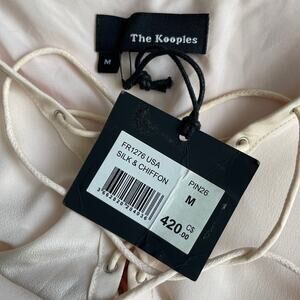 The Kooples
M
FR1276 USA
SILK & CHIFFON
PIN26
M
420.00 C$